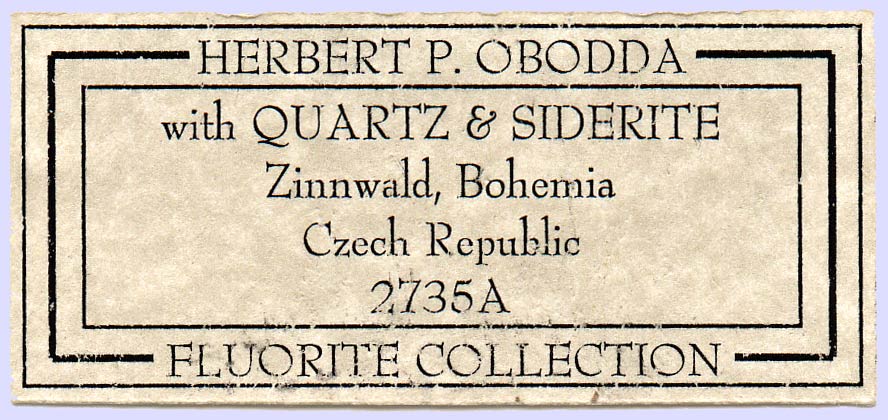 HERBERT P. OBODDA
with QUARTZ & SIDERITE
Zinnwald, Bohemia
Czech Republic
2735A
FLUORITE COLLECTION